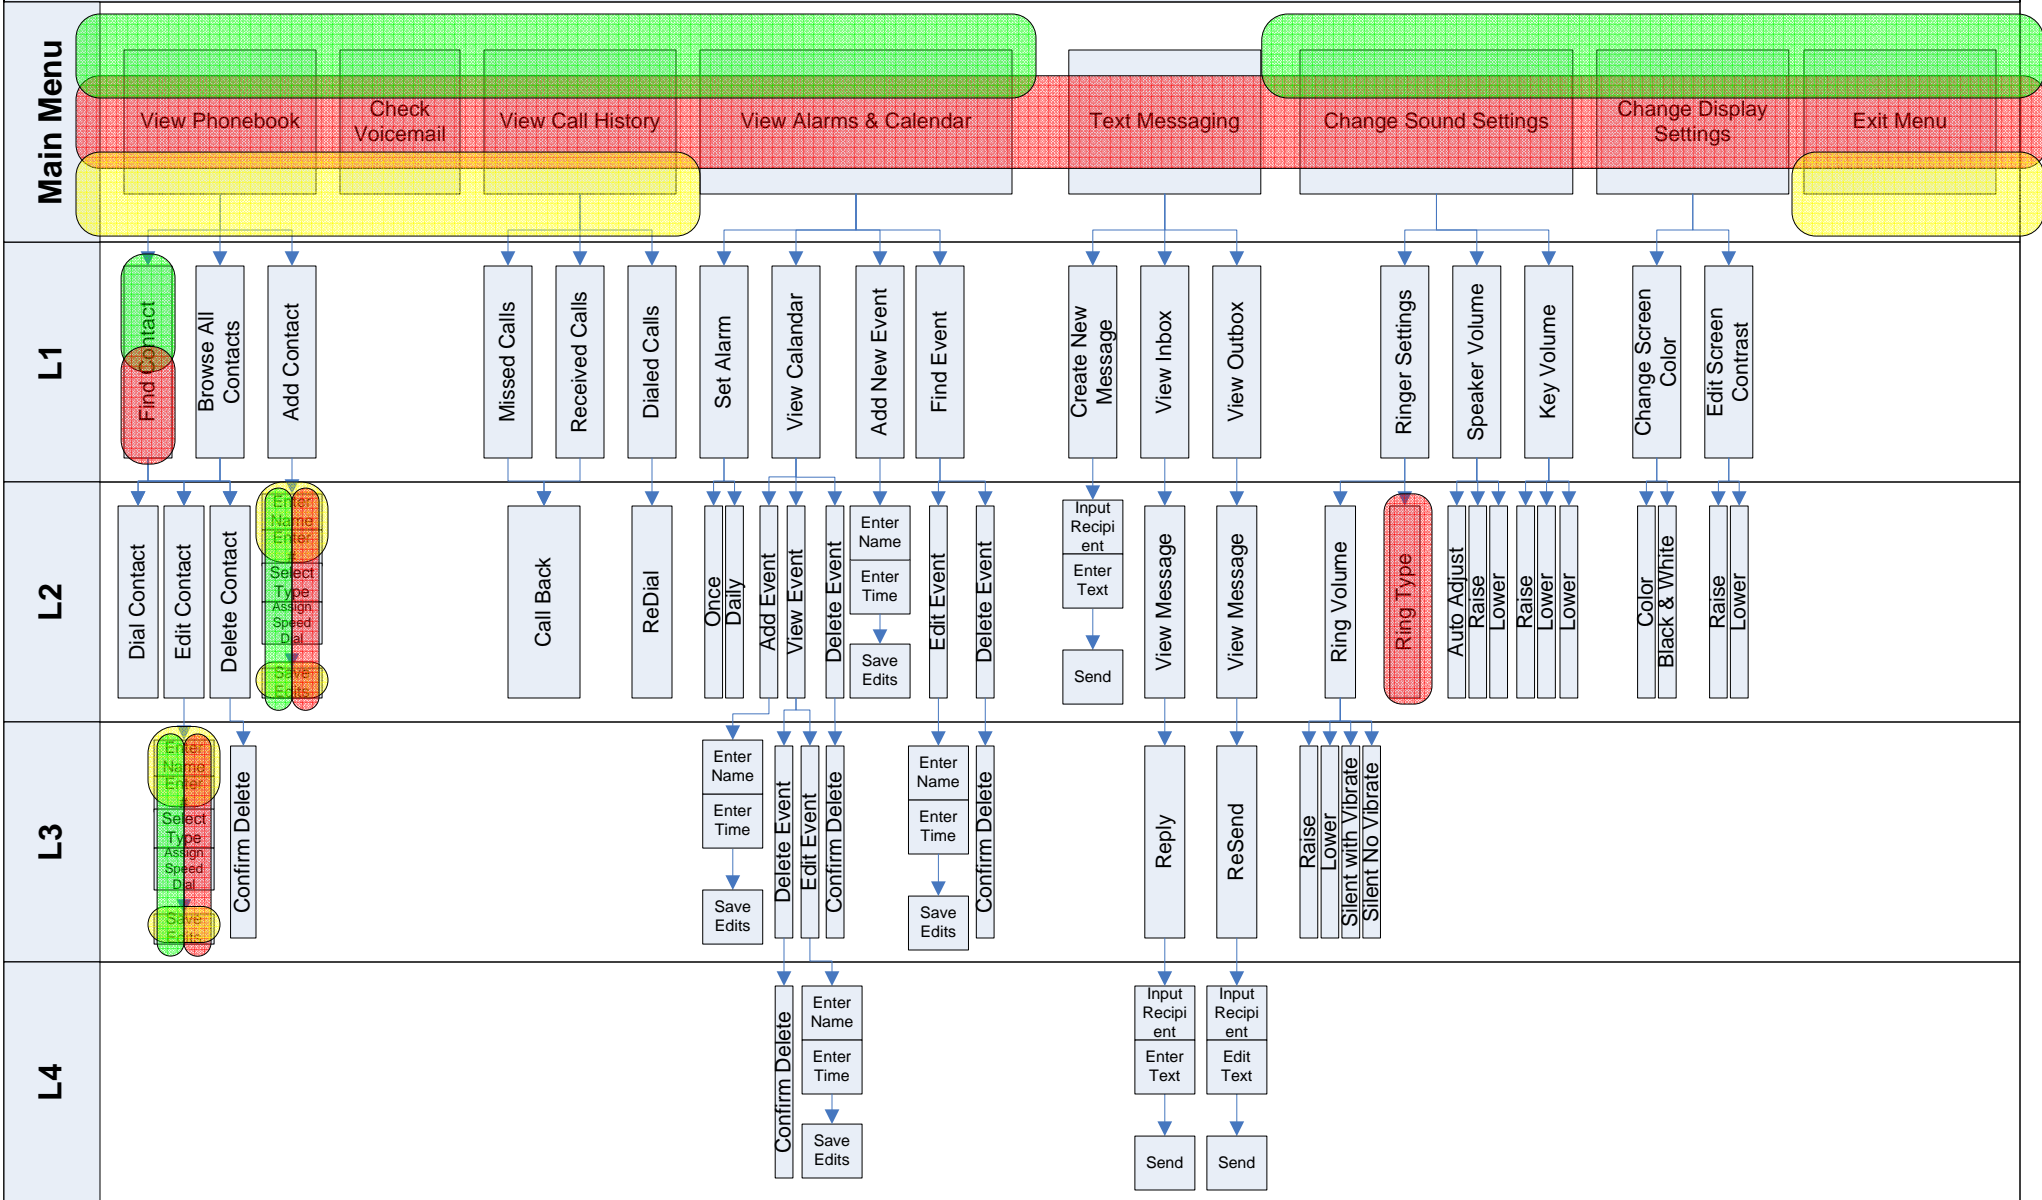 Main Menu
View Phonebook
Check
Voicemail
View Call History
View Alarms & Calendar
Text Messaging
Change Sound Settings
Change Display
Settings
Exit Menu
L1
Find Contact
Browse All
Contacts
Add Contact
Missed Calls
Received Calls
Dialed Calls
Set Alarm
View Calandar
Add New Event
Find Event
Create New
Message
View Inbox
View Outbox
Ringer Settings
Speaker Volume
Key Volume
Change Screen
Color
Edit Screen
Contrast
L2
Dial Contact
Edit Contact
Delete Contact
Enter
Name
Enter
Select
Type
Assign
Speed
Dial
Save
Edits
Call Back
ReDial
Once
Daily
Add Event
View Event
Delete Event
Enter
Name
Enter
Time
Save
Edits
Edit Event
Delete Event
Input
Recipi
ent
Enter
Text
Send
View Message
View Message
Ring Volume
Ring Type
Auto Adjust
Raise
Lower
Raise
Lower
Lower
Color
Black & White
Raise
Lower
L3
Enter
Name
Enter
Select
Type
Assign
Speed
Dial
Save
Edits
Confirm Delete
Enter
Name
Enter
Time
Save
Edits
Delete Event
Edit Event
Confirm Delete
Enter
Name
Enter
Time
Save
Edits
Confirm Delete
Reply
ReSend
Raise
Lower
Silent with Vibrate
Silent No Vibrate
L4
Confirm Delete
Enter
Name
Enter
Time
Save
Edits
Input
Recipi
ent
Enter
Text
Send
Input
Recipi
ent
Edit
Text
Send